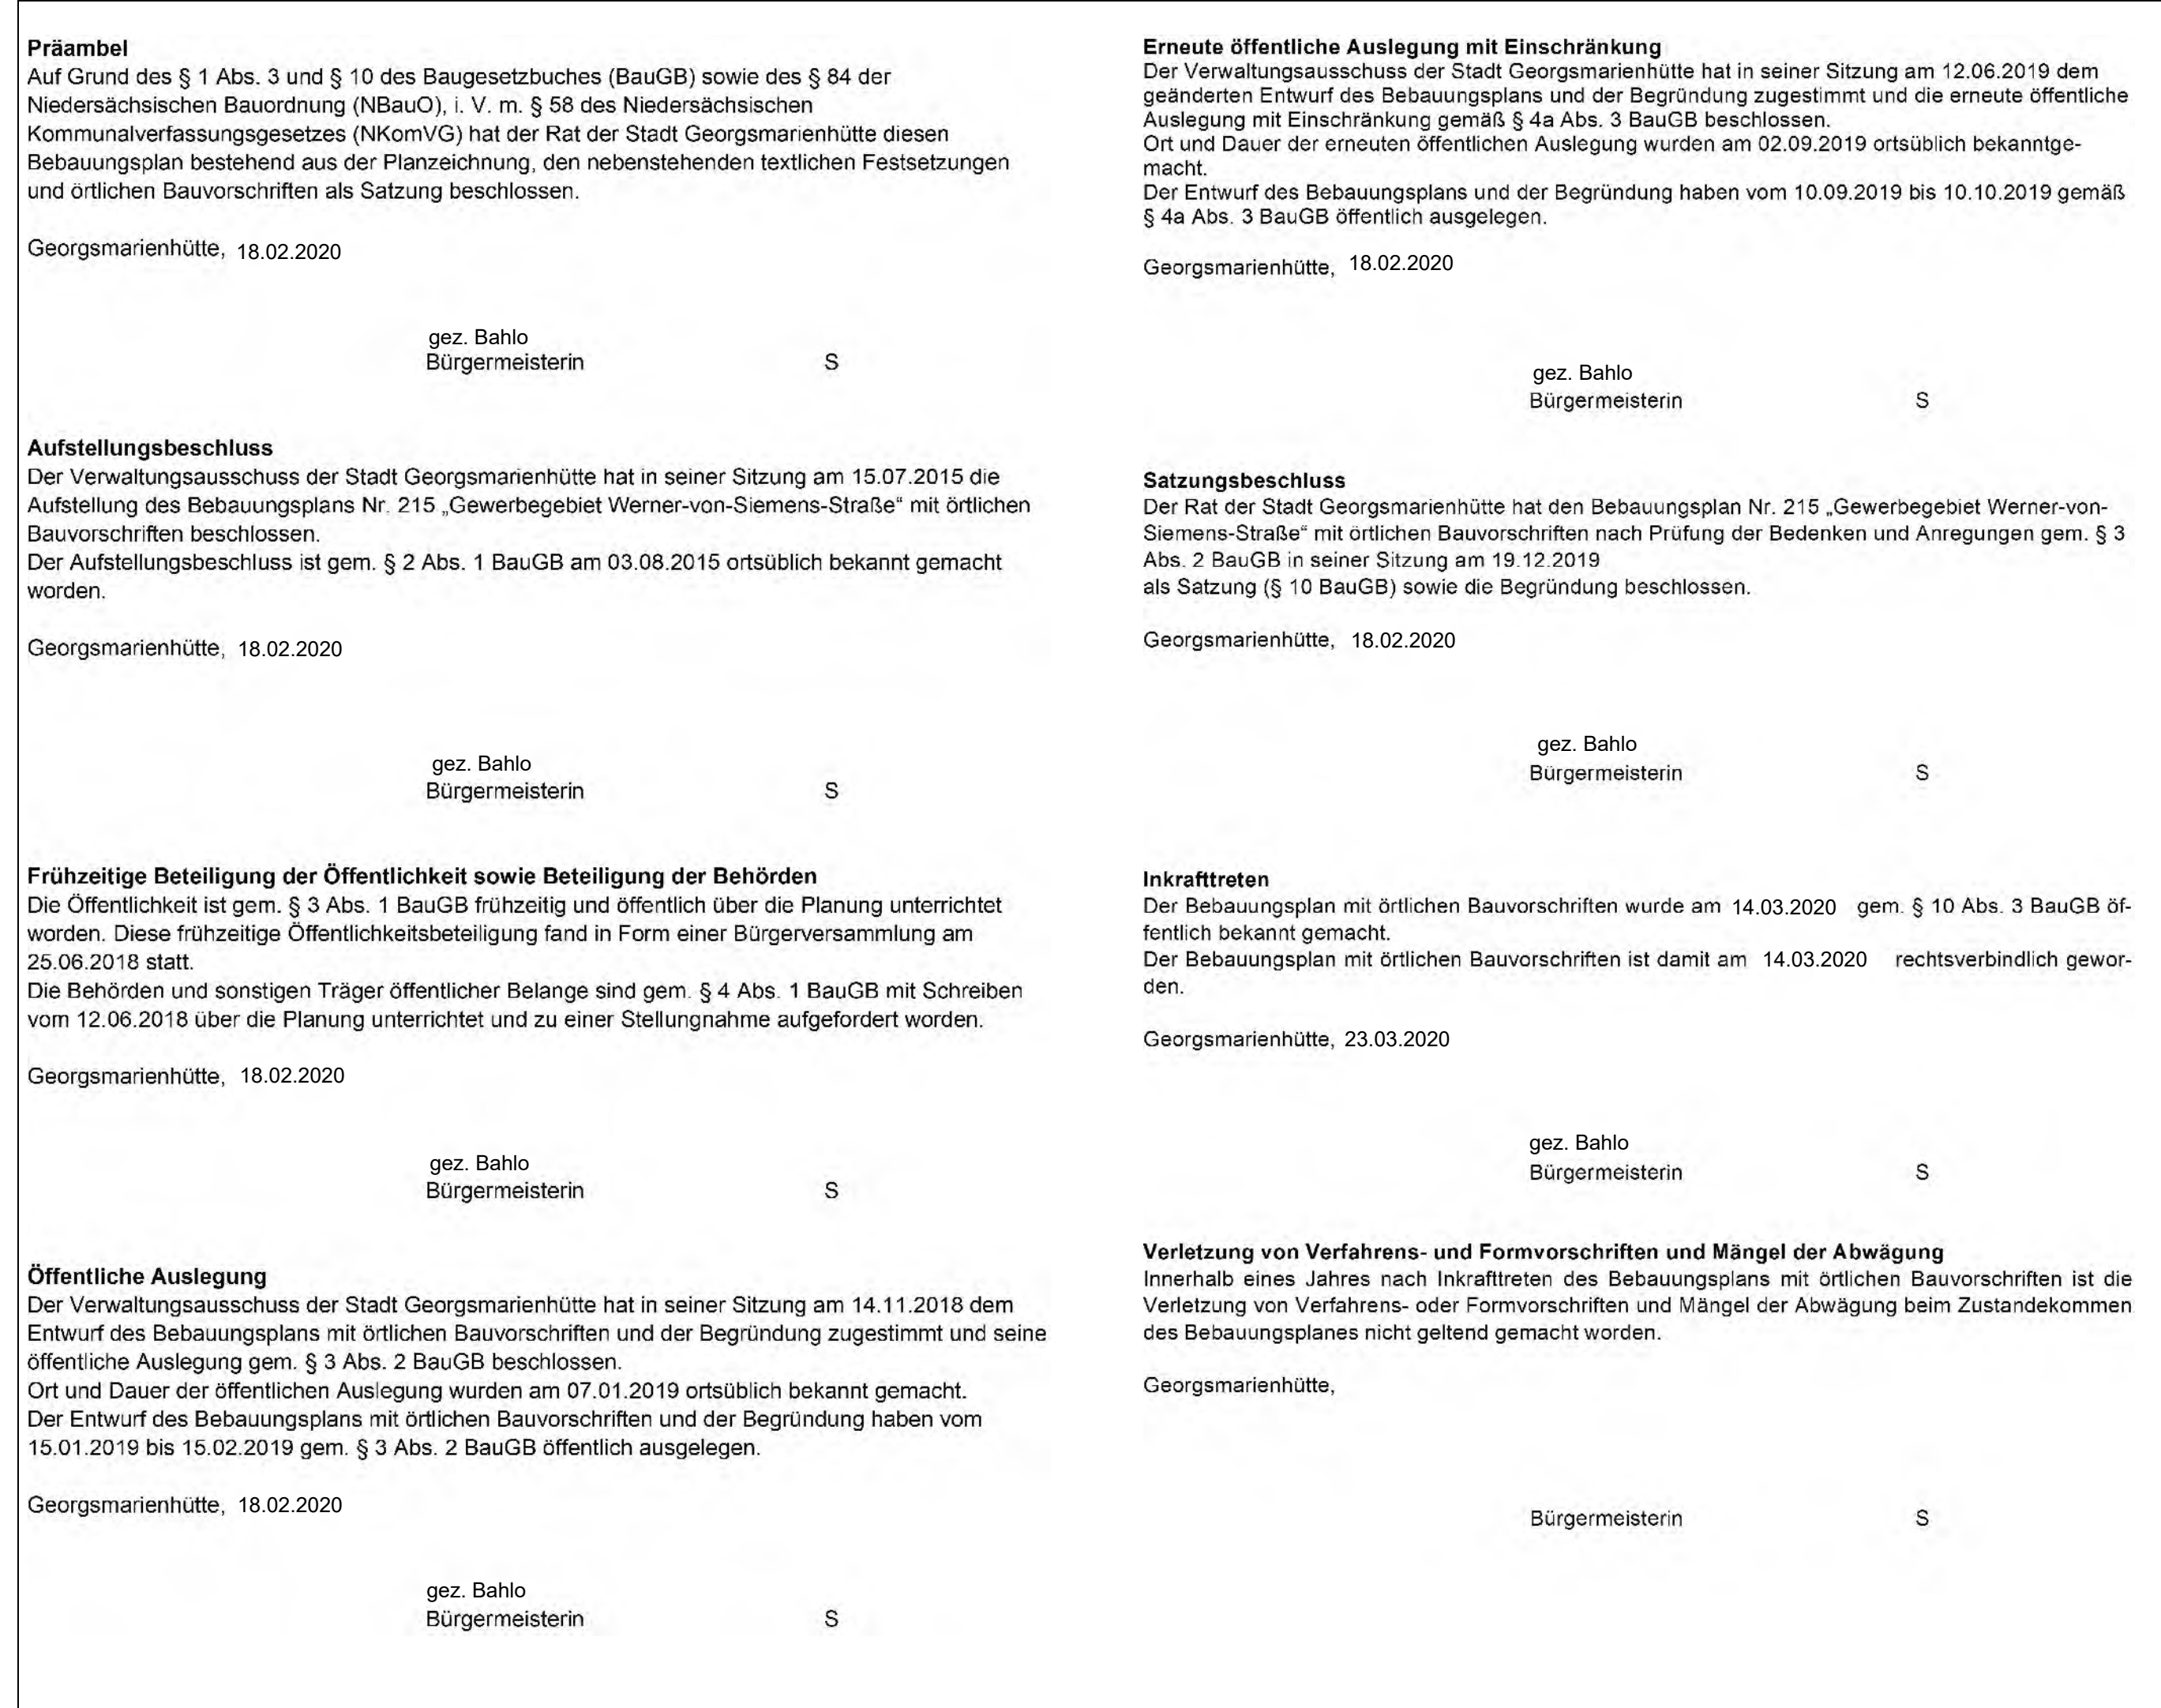 Präambel
Auf Grund des § 1 Abs. 3 und § 10 des Baugesetzbuches (BauGB) sowie des § 84 der
Niedersächsischen Bauordnung (NBauO), i. V. m. § 58 des Niedersächsischen
Kommunalverfassungsgesetzes (NKomVG) hat der Rat der Stadt Georgsmarienhütte diesen
Bebauungsplan bestehend aus der Planzeichnung, den nebenstehenden textlichen Festsetzungen
und örtlichen Bauvorschriften als Satzung beschlossen.
Georgsmarienhütte, 18.02.2020
gez. Bahlo
Bürgermeisterin S
Aufstellungsbeschluss
Der Verwaltungsausschuss der Stadt Georgsmarienhütte hat in seiner Sitzung am 15.07.2015 die
Aufstellung des Bebauungsplans Nr. 215 „Gewerbegebiet Werner-von-Siemens-Straße“ mit örtlichen
Bauvorschriften beschlossen.
Der Aufstellungsbeschluss ist gem. § 2 Abs. 1 BauGB am 03.08.2015 ortsüblich bekannt gemacht
worden.
Georgsmarienhütte, 18.02.2020
gez. Bahlo
Bürgermeisterin S
Frühzeitige Beteiligung der Öffentlichkeit sowie Beteiligung der Behörden
Die Öffentlichkeit ist gem. § 3 Abs. 1 BauGB frühzeitig und öffentlich über die Planung unterrichtet
worden. Diese frühzeitige Öffentlichkeitsbeteiligung fand in Form einer Bürgerversammlung am
25.06.2018 statt.
Die Behörden und sonstigen Träger öffentlicher Belange sind gem. § 4 Abs. 1 BauGB mit Schreiben
vom 12.06.2018 über die Planung unterrichtet und zu einer Stellungnahme aufgefordert worden.
Georgsmarienhütte, 18.02.2020
gez. Bahlo
Bürgermeisterin S
Öffentliche Auslegung
Der Verwaltungsausschuss der Stadt Georgsmarienhütte hat in seiner Sitzung am 14.11.2018 dem
Entwurf des Bebauungsplans mit örtlichen Bauvorschriften und der Begründung zugestimmt und seine
öffentliche Auslegung gem. § 3 Abs. 2 BauGB beschlossen.
Ort und Dauer der öffentlichen Auslegung wurden am 07.01.2019 ortsüblich bekannt gemacht.
Der Entwurf des Bebauungsplans mit örtlichen Bauvorschriften und der Begründung haben vom
15.01.2019 bis 15.02.2019 gem. § 3 Abs. 2 BauGB öffentlich ausgelegen.
Georgsmarienhütte, 18.02.2020
gez. Bahlo
Bürgermeisterin S
Erneute öffentliche Auslegung mit Einschränkung
Der Verwaltungsausschuss der Stadt Georgsmarienhütte hat in seiner Sitzung am 12.06.2019 dem
geänderten Entwurf des Bebauungsplans und der Begründung zugestimmt und die erneute öffentliche
Auslegung mit Einschränkung gemäß § 4a Abs. 3 BauGB beschlossen.
Ort und Dauer der erneuten öffentlichen Auslegung wurden am 02.09.2019 ortsüblich bekanntge-
macht.
Der Entwurf des Bebauungsplans und der Begründung haben vom 10.09.2019 bis 10.10.2019 gemäß
§ 4a Abs. 3 BauGB öffentlich ausgelegen.
Georgsmarienhütte, 18.02.2020
gez. Bahlo
Bürgermeisterin S
Satzungsbeschluss
Der Rat der Stadt Georgsmarienhütte hat den Bebauungsplan Nr. 215 „Gewerbegebiet Werner-von-
Siemens-Straße“ mit örtlichen Bauvorschriften nach Prüfung der Bedenken und Anregungen gem. § 3
Abs. 2 BauGB in seiner Sitzung am 19.12.2019
als Satzung (§ 10 BauGB) sowie die Begründung beschlossen.
Georgsmarienhütte, 18.02.2020
gez. Bahlo
Bürgermeisterin S
Inkrafttreten
Der Bebauungsplan mit örtlichen Bauvorschriften wurde am 14.03.2020 gem. § 10 Abs. 3 BauGB öf-
fentlich bekannt gemacht.
Der Bebauungsplan mit örtlichen Bauvorschriften ist damit am 14.03.2020 rechtsverbindlich gewor-
den.
Georgsmarienhütte, 23.03.2020
gez. Bahlo
Bürgermeisterin S
Verletzung von Verfahrens- und Formvorschriften und Mängel der Abwägung
Innerhalb eines Jahres nach Inkrafttreten des Bebauungsplans mit örtlichen Bauvorschriften ist die
Verletzung von Verfahrens- oder Formvorschriften und Mängel der Abwägung beim Zustandekommen
des Bebauungsplanes nicht geltend gemacht worden.
Georgsmarienhütte,
Bürgermeisterin S